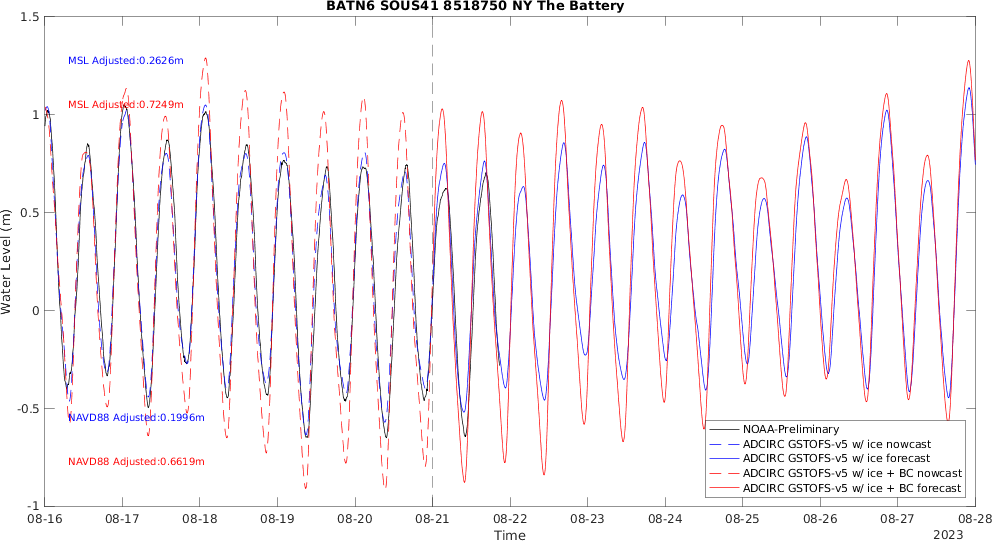 BATN6 SOUS41 8518750 NY The Battery
1.5
MSL Adjusted:0.2626m
MSL Adjusted:0.7249m
1
0.5
Water Level (m)
0
-0.5
NAVD88 Adjusted:0.1996m
NAVD88 Adjusted:0.6619m
NOAA-Preliminary
ADCIRC GSTOFS-v5 w/ ice nowcast
ADCIRC GSTOFS-v5 w/ ice forecast
ADCIRC GSTOFS-v5 w/ ice + BC nowcast
ADCIRC GSTOFS-v5 w/ ice + BC forecast
-1
08-16 08-17 08-18 08-19 08-20 08-21 08-22 08-23 08-24 08-25 08-26 08-27 08-28
Time
2023